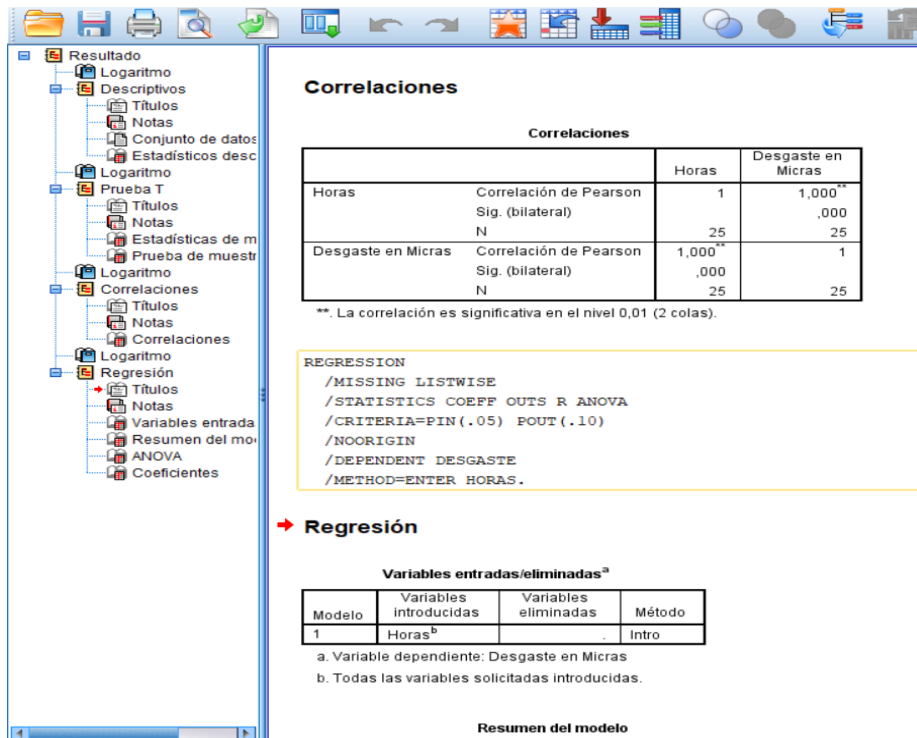 Resultado
Logaritmo
Descriptivos
Títulos
Notas
Conjunto de datos
Estadísticos desc
Logaritmo
Prueba T
Títulos
Notas
Estadísticas de m
Prueba de muestr
Logaritmo
Correlaciones
Títulos
Notas
Correlaciones
Logaritmo
Regresión
Títulos
Notas
Variables entrada
Resumen del mo
ANOVA
Coeficientes
Correlaciones
Correlaciones
Horas Desgaste en Micras
Horas Correlación de Pearson 1 1,000**
Sig. (bilateral) ,000
N 25 25
Desgaste en Micras Correlación de Pearson 1,000** 1
Sig. (bilateral) ,000
N 25 25
**. La correlación es significativa en el nivel 0,01 (2 colas).
REGRESSION
/MISSING LISTWISE
/STATISTICS COEFF OUTS R ANOVA
/CRITERIA=PIN(.05) POUT(.10)
/NOORIGIN
/DEPENDENT DESGASTE
/METHOD=ENTER HORAS.
Regresión
Variables entradas/eliminadas^a
Modelo Variables introducidas Variables eliminadas Método
1 Horas^b . Intro
a. Variable dependiente: Desgaste en Micras
b. Todas las variables solicitadas introducidas.
Resumen del modelo